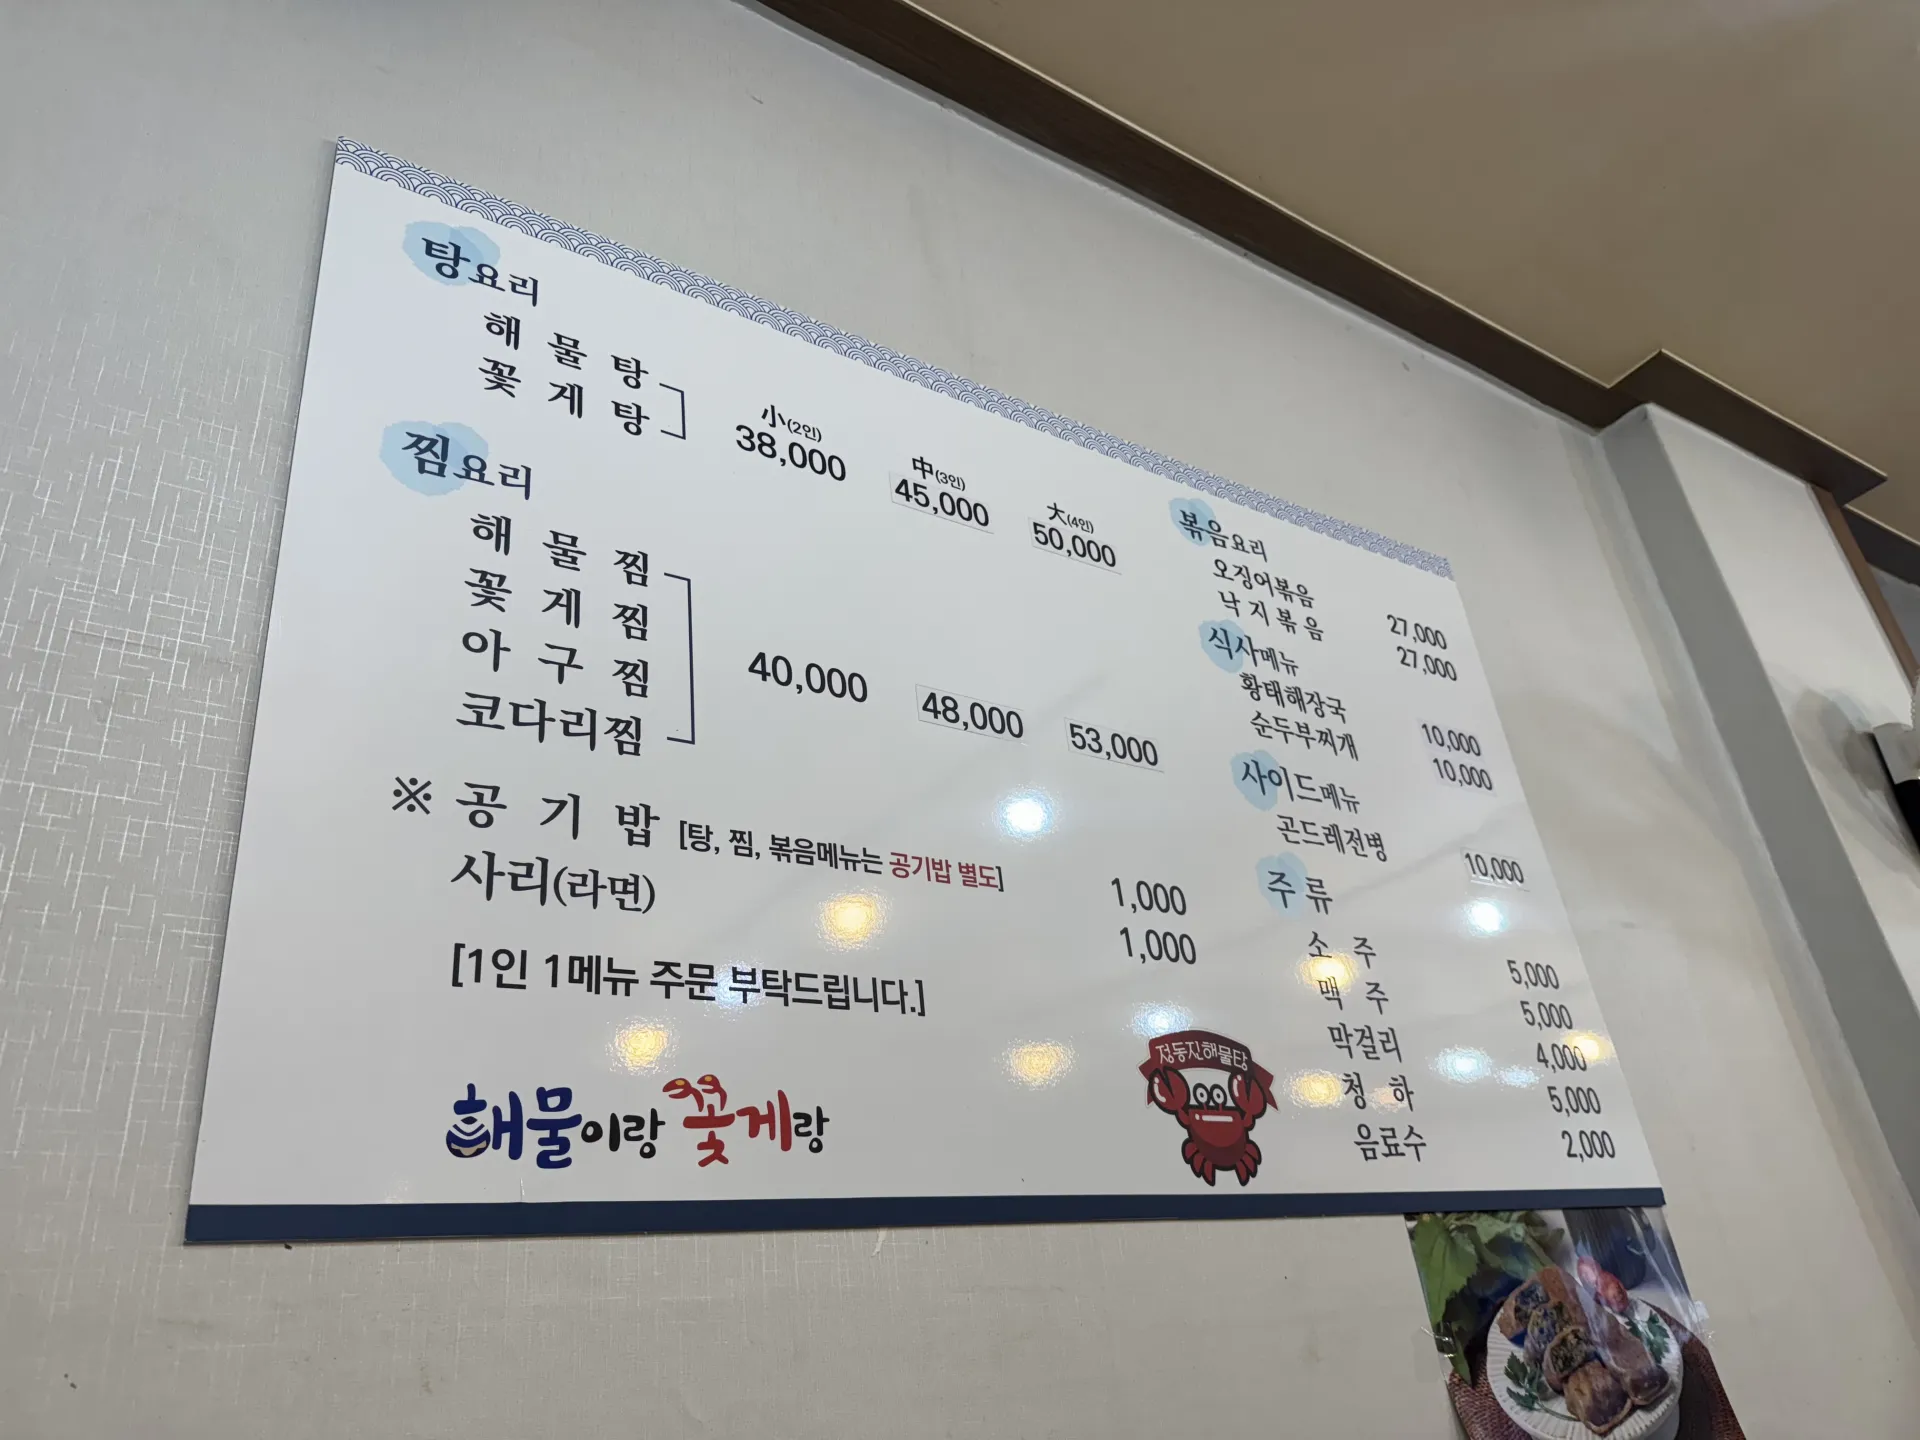 탕요리
해 물 탕
꽃 게 탕
小(2인) 中(3인) 大(4인)
38,000 45,000 50,000
찜요리
해 물 찜
꽃 게 찜
아 구 찜
코다리찜
40,000 48,000 53,000
※ 공 기 밥 [탕, 찜, 볶음메뉴는 공기밥 별도] 1,000
사리(라면) 1,000
[1인 1메뉴 주문 부탁드립니다.]
해물이랑 꽃게랑
정동진해물탕
볶음요리
오징어볶음 27,000
낙 지 볶 음 27,000
식사메뉴
황태해장국 10,000
순두부찌개 10,000
사이드메뉴
곤드레전병 10,000
주 류
소 주 5,000
맥 주 5,000
막걸리 4,000
청 하 5,000
음료수 2,000